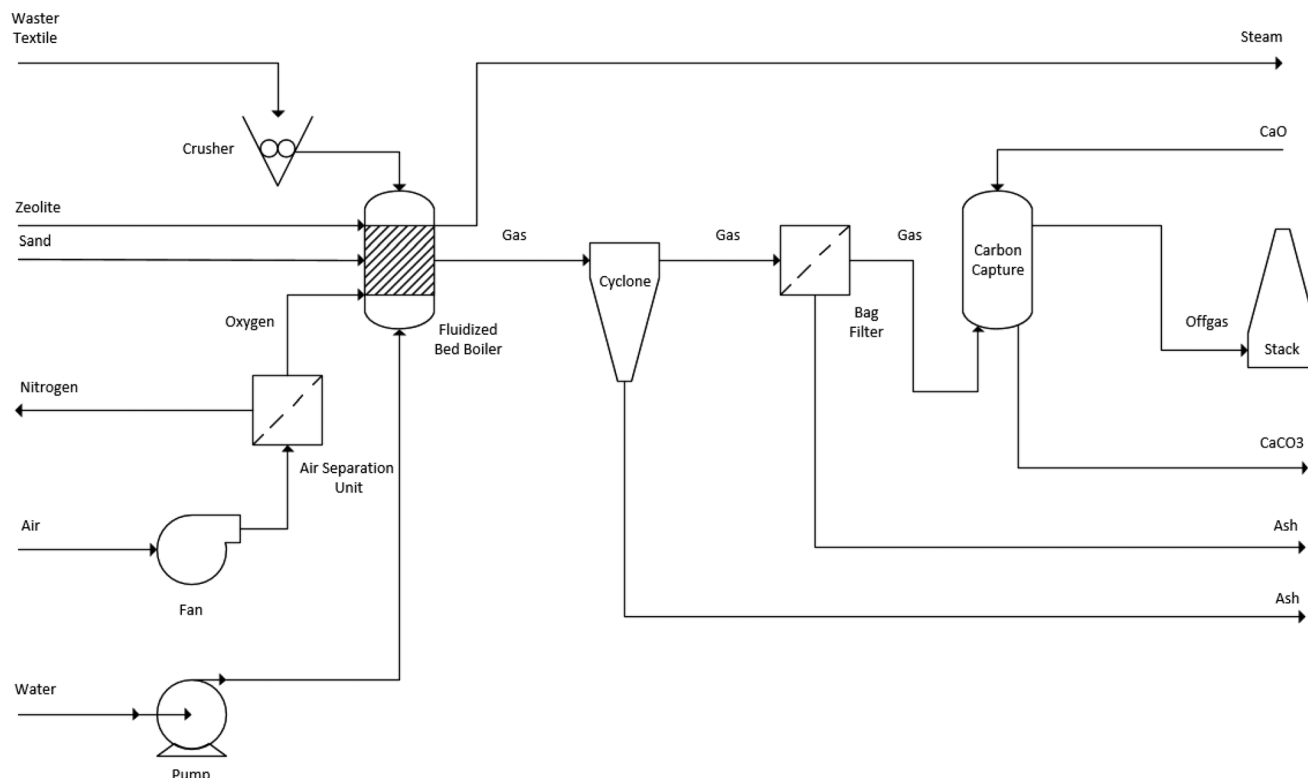 Waster
Textile
Steam
CaO
Crusher
Zeolite
Sand
Gas
Gas
Gas
Carbon
Capture
Cyclone
Oxygen
Fluidized
Bed Boiler
Bag
Filter
Offgas
Stack
Nitrogen
Air Separation
Unit
CaCO3
Air
Ash
Fan
Ash
Water
Pump